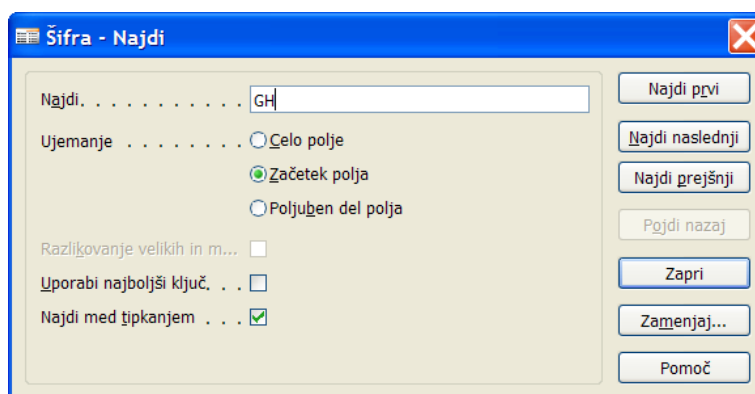 Šifra - Najdi
Najdi. . . . . . . . . . . GH
Ujemanje . . . . . . . . Celo polje
Začetek polja
Poljuben del polja
Razlikovanje velikih in m...
Uporabi najboljši ključ. . .
Najdi med tipkanjem . . .
Najdi prvi
Najdi naslednji
Najdi prejšnji
Pojdi nazaj
Zapri
Zamenjaj...
Pomoč